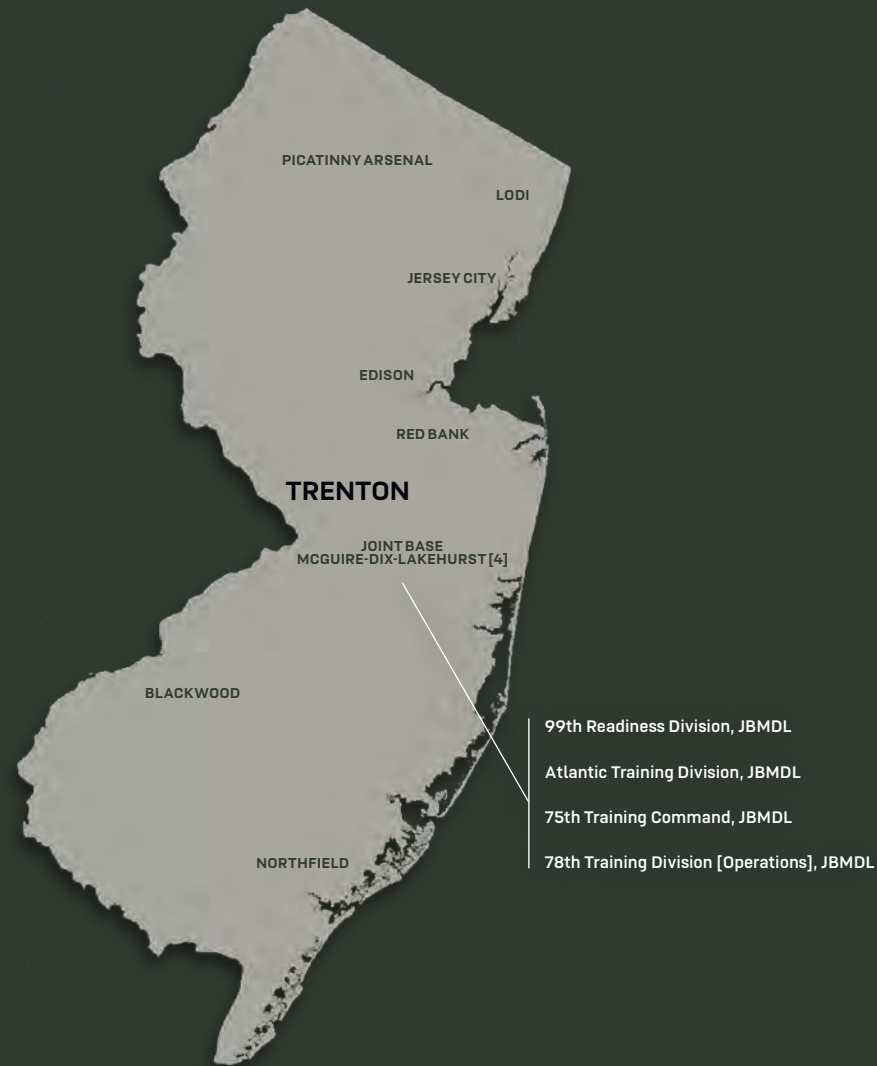 PICATINNY ARSENAL
LODI
JERSEY CITY
EDISON
RED BANK
TRENTON
JOINT BASE
MCGUIRE-DIX-LAKEHURST [4]
BLACKWOOD
99th Readiness Division, JBMDL
Atlantic Training Division, JBMDL
75th Training Command, JBMDL
78th Training Division [Operations], JBMDL
NORTHFIELD